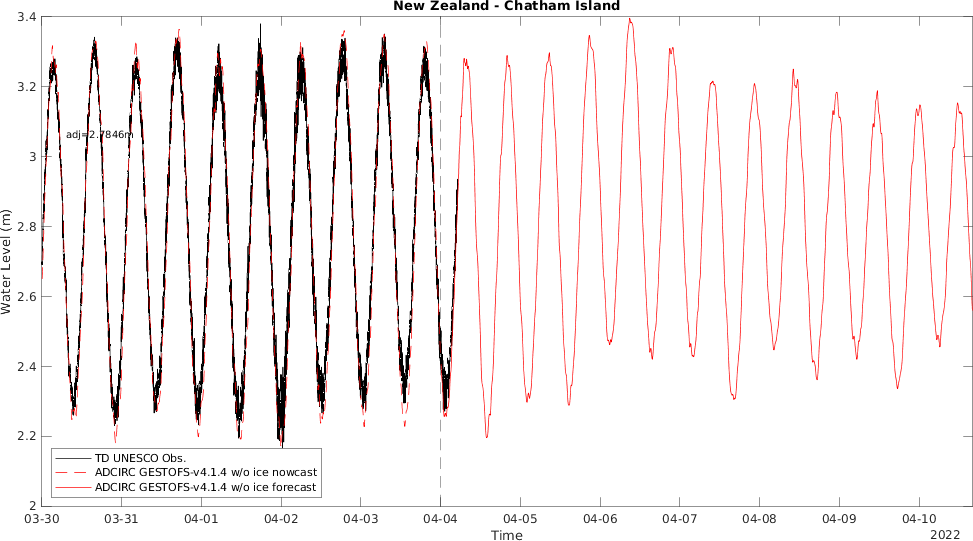 New Zealand - Chatham Island
3.4
3.2
3
2.8
2.6
2.4
2.2
2
Water Level (m)
adj=2.7846m
TD UNESCO Obs.
ADCIRC GESTOFS-v4.1.4 w/o ice nowcast
ADCIRC GESTOFS-v4.1.4 w/o ice forecast
03-30 03-31 04-01 04-02 04-03 04-04 04-05 04-06 04-07 04-08 04-09 04-10
Time
2022